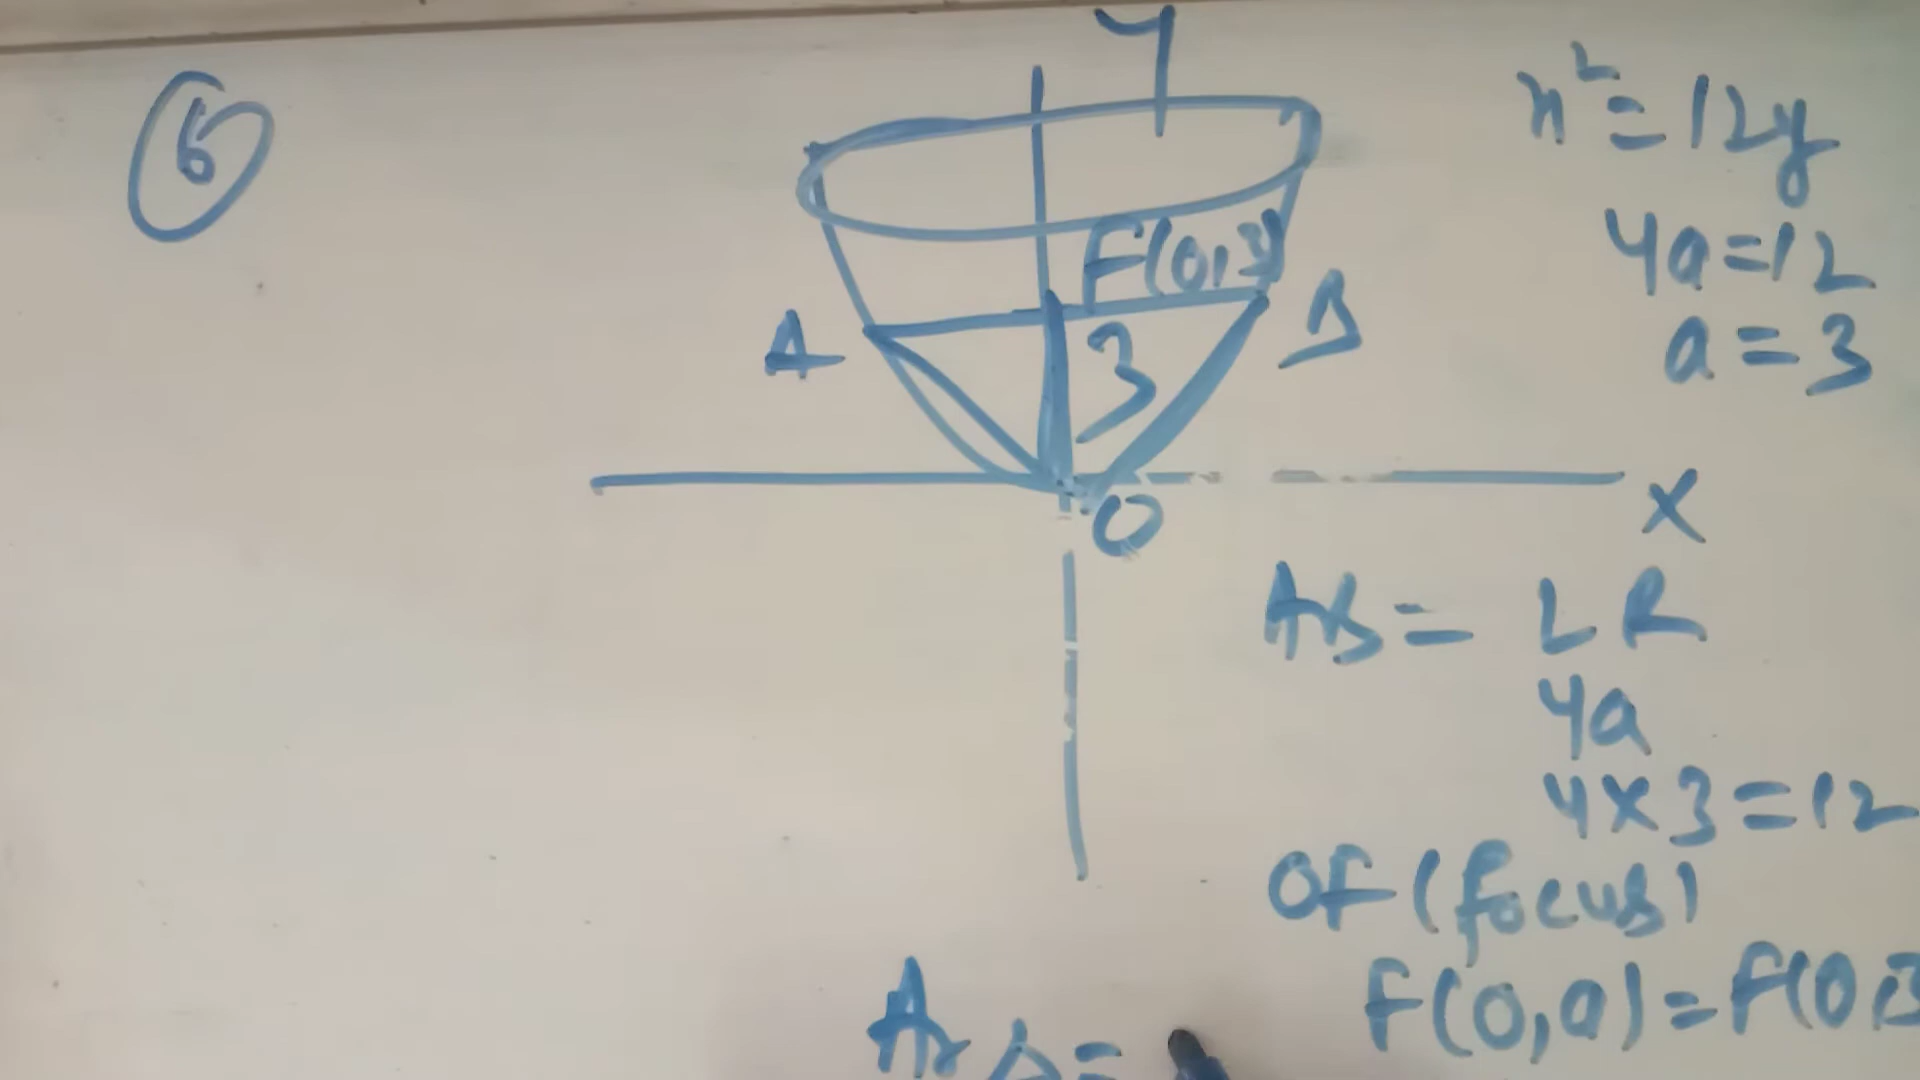 6
Y
F(0,3)
A
3
B
O
X
x² = 12y
4a = 12
a = 3
AB = LR
4a
4 × 3 = 12
OF (focus)
F(0, a) = F(0,3
Ar Δ =